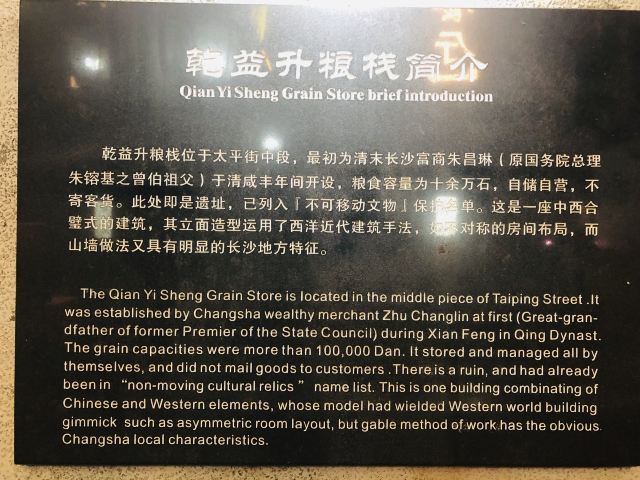 乾益升粮栈简介
Qian Yi Sheng Grain Store brief introduction
乾益升粮栈位于太平街中段，最初为清末长沙富商朱昌琳（原国务院总理
朱镕基之曾伯祖父）于清咸丰年间开设，粮食容量为十余万石，自储自营，不
寄客货。此处即是遗址，已列入『不可移动文物』保护名单。这是一座中西合
璧式的建筑，其立面造型运用了西洋近代建筑手法，如不对称的房间布局，而
山墙做法又具有明显的长沙地方特征。
The Qian Yi Sheng Grain Store is located in the middle piece of Taiping Street .It
was established by Changsha wealthy merchant Zhu Changlin at first (Great-gran-
dfather of former Premier of the State Council) during Xian Feng in Qing Dynast.
The grain capacities were more than 100,000 Dan. It stored and managed all by
themselves, and did not mail goods to customers .There is a ruin, and had already
been in “non-moving cultural relics ” name list. This is one building combinating of
Chinese and Western elements, whose model had wielded Western world building
gimmick such as asymmetric room layout, but gable method of work has the obvious
Changsha local characteristics.